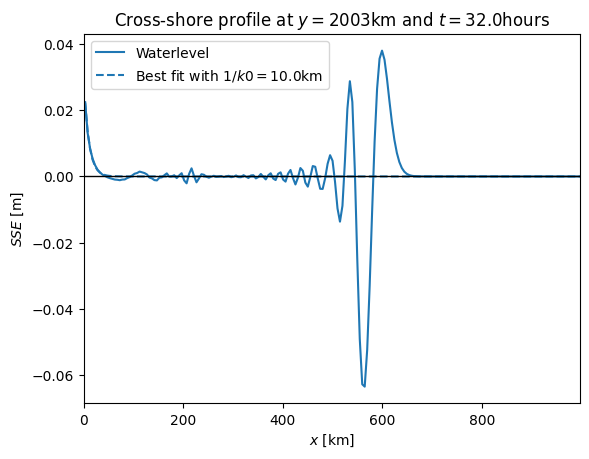 Cross-shore profile at y = 2003km and t = 32.0hours
Waterlevel
Best fit with 1/k0 = 10.0km
0.04
0.02
0.00
−0.02
−0.04
−0.06
SSE [m]
0 200 400 600 800
x [km]